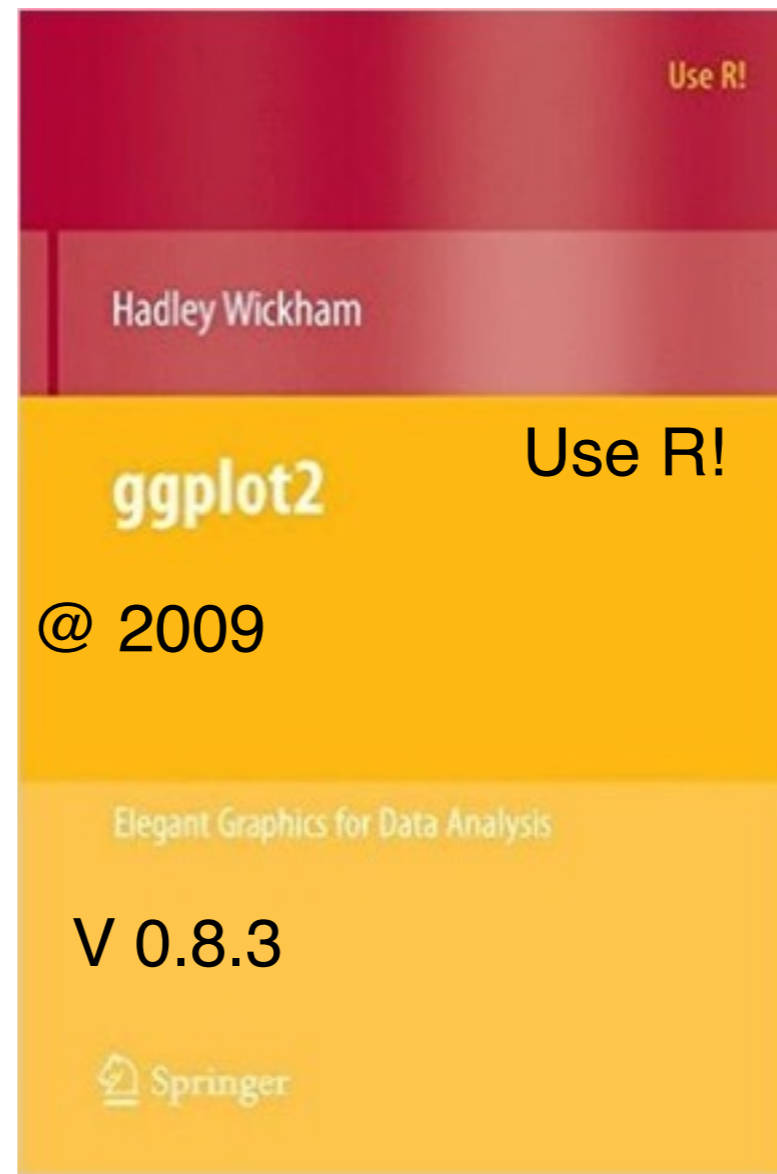 Use R!
Hadley Wickham
Use R!
ggplot2
@ 2009
Elegant Graphics for Data Analysis
V 0.8.3
Springer